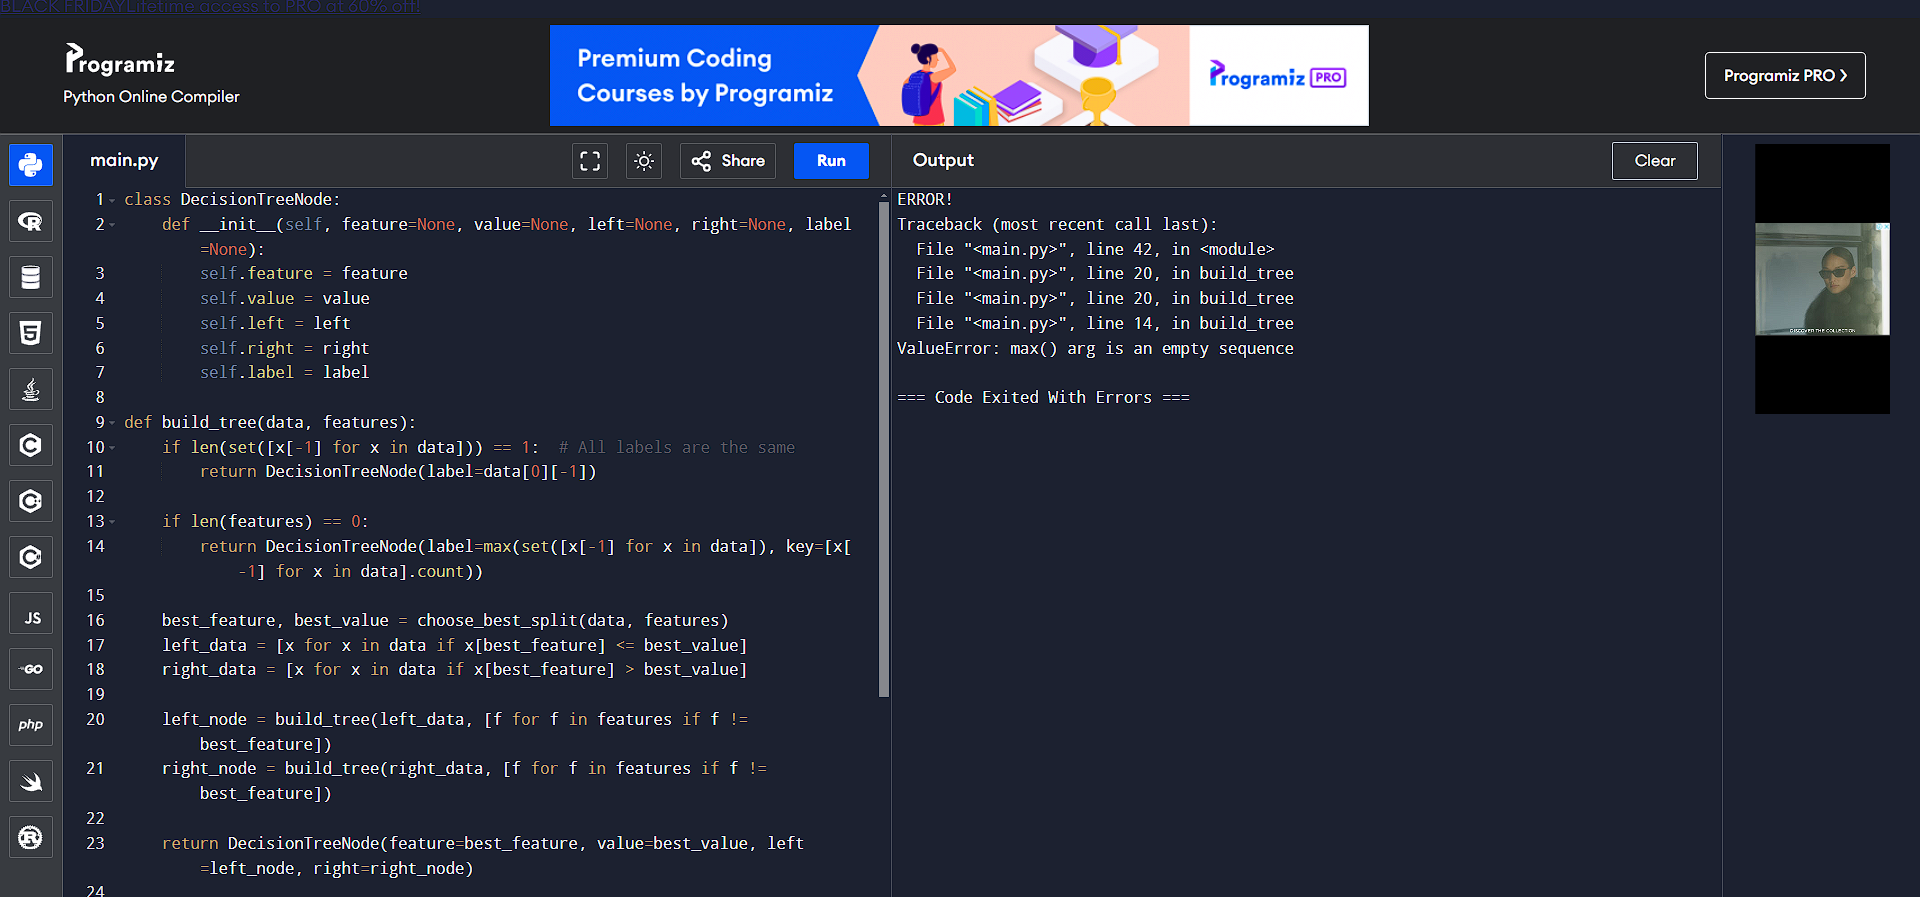 BLACK FRIDAYLifetime access to PRO at 60% off!
Programiz
Python Online Compiler
Premium Coding
Courses by Programiz
Programiz PRO
Programiz PRO ❯
main.py
Share
Run
Output
Clear
1 class DecisionTreeNode:
2     def __init__(self, feature=None, value=None, left=None, right=None, label
        =None):
3         self.feature = feature
4         self.value = value
5         self.left = left
6         self.right = right
7         self.label = label
8
9 def build_tree(data, features):
10     if len(set([x[-1] for x in data])) == 1:  # All labels are the same
11         return DecisionTreeNode(label=data[0][-1])
12
13     if len(features) == 0:
14         return DecisionTreeNode(label=max(set([x[-1] for x in data]), key=[x[
            -1] for x in data].count))
15
16     best_feature, best_value = choose_best_split(data, features)
17     left_data = [x for x in data if x[best_feature] <= best_value]
18     right_data = [x for x in data if x[best_feature] > best_value]
19
20     left_node = build_tree(left_data, [f for f in features if f !=
        best_feature])
21     right_node = build_tree(right_data, [f for f in features if f !=
        best_feature])
22
23     return DecisionTreeNode(feature=best_feature, value=best_value, left
        =left_node, right=right_node)
24
ERROR!
Traceback (most recent call last):
  File "<main.py>", line 42, in <module>
  File "<main.py>", line 20, in build_tree
  File "<main.py>", line 20, in build_tree
  File "<main.py>", line 14, in build_tree
ValueError: max() arg is an empty sequence
=== Code Exited With Errors ===
R
5
C
C
C
JS
GO
php
R
DISCOVER THE COLLECTION